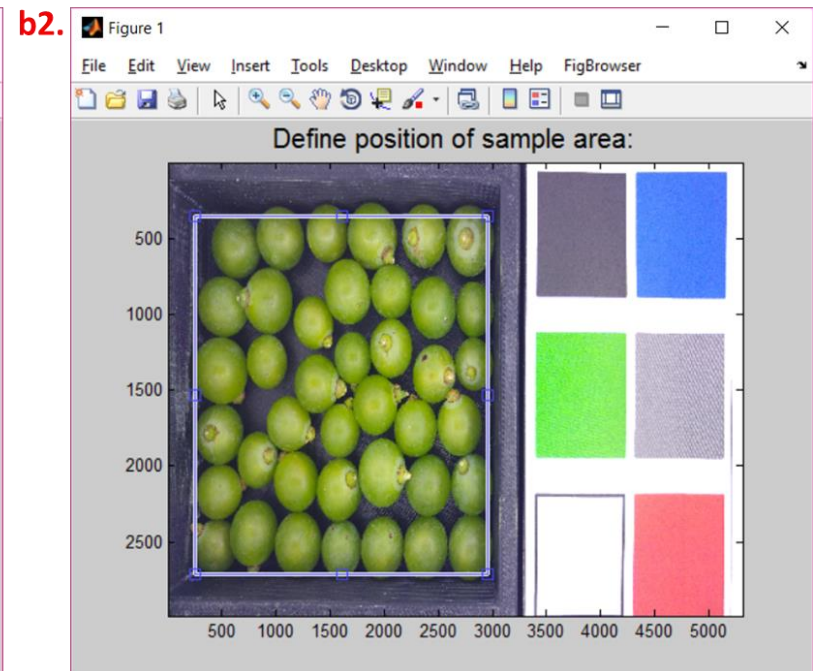 b2.
Figure 1
File Edit View Insert Tools Desktop Window Help FigBrowser
Define position of sample area:
500
1000
1500
2000
2500
500 1000 1500 2000 2500 3000 3500 4000 4500 5000